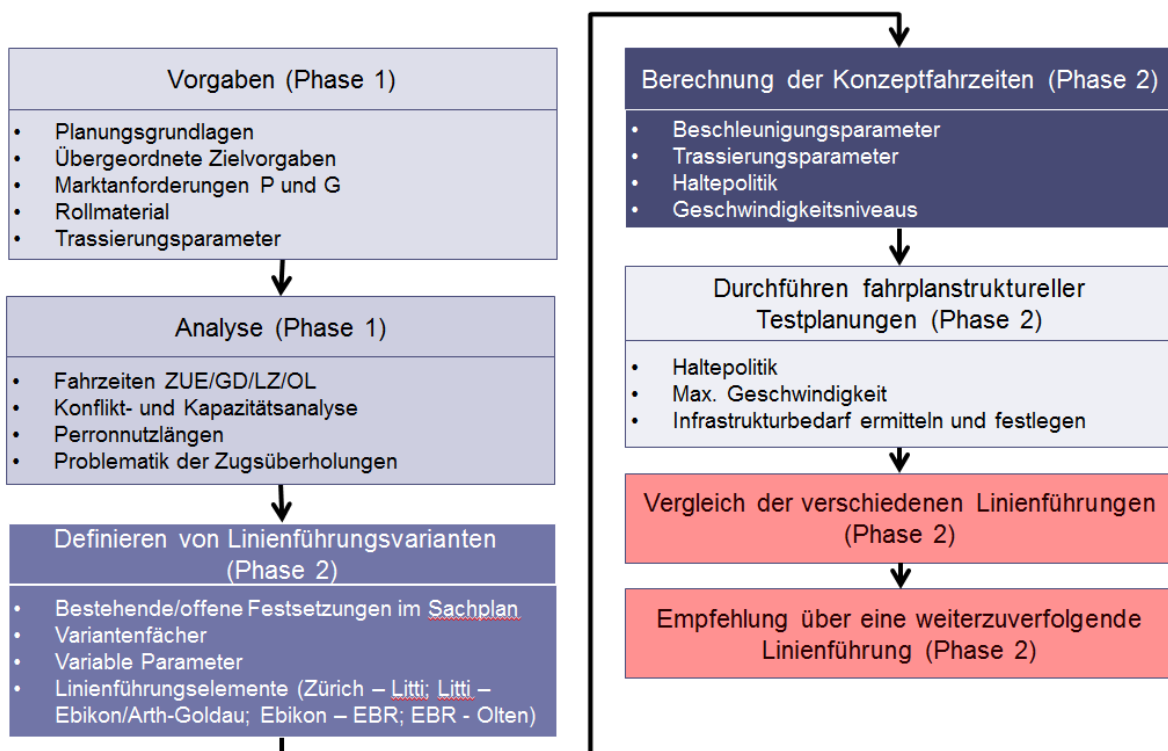 Vorgaben (Phase 1)
• Planungsgrundlagen
• Übergeordnete Zielvorgaben
• Marktanforderungen P und G
• Rollmaterial
• Trassierungsparameter
Analyse (Phase 1)
• Fahrzeiten ZUE/GD/LZ/OL
• Konflikt- und Kapazitätsanalyse
• Perronnutzlängen
• Problematik der Zugsüberholungen
Definieren von Linienführungsvarianten
(Phase 2)
• Bestehende/offene Festsetzungen im Sachplan
• Variantenfächer
• Variable Parameter
• Linienführungselemente (Zürich – Litti; Litti –
Ebikon/Arth-Goldau; Ebikon – EBR; EBR - Olten)
Berechnung der Konzeptfahrzeiten (Phase 2)
• Beschleunigungsparameter
• Trassierungsparameter
• Haltepolitik
• Geschwindigkeitsniveaus
Durchführen fahrplanstruktureller
Testplanungen (Phase 2)
• Haltepolitik
• Max. Geschwindigkeit
• Infrastrukturbedarf ermitteln und festlegen
Vergleich der verschiedenen Linienführungen
(Phase 2)
Empfehlung über eine weiterzuverfolgende
Linienführung (Phase 2)